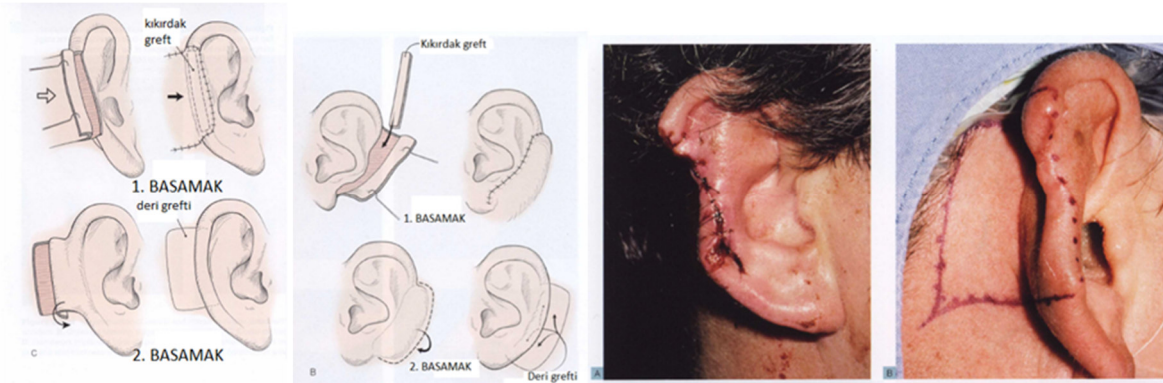 kıkırdak
greft
1. BASAMAK
deri grefti
2. BASAMAK
C
Kıkırdak greft
1. BASAMAK
2. BASAMAK
Deri grefti
B
A
B